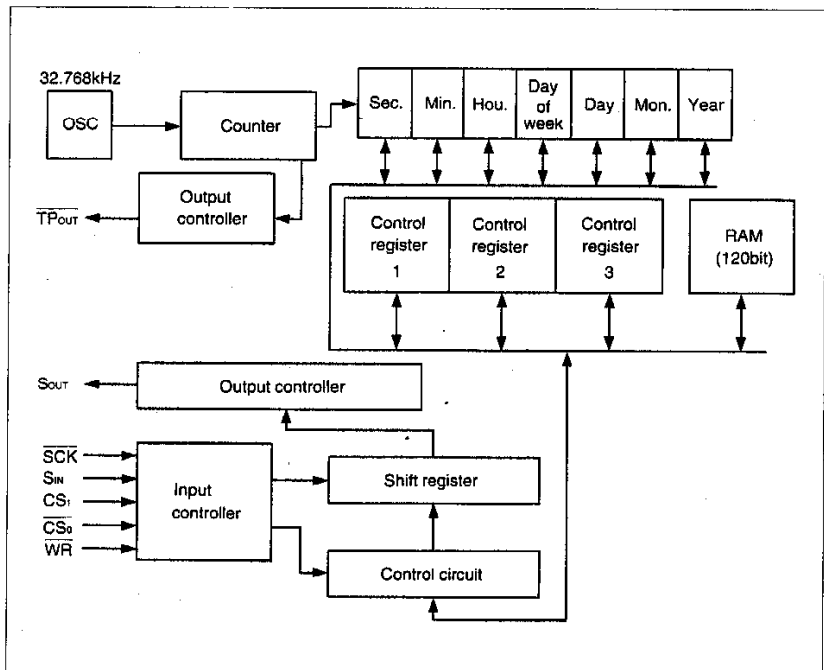 32.768kHz
OSC
Counter
Sec.
Min.
Hou.
Day
of
week
Day
Mon.
Year
Output
controller
TPOUT
Control
register
1
Control
register
2
Control
register
3
RAM
(120bit)
SOUT
Output controller
SCK
SIN
CS1
CS0
WR
Input
controller
Shift register
Control circuit